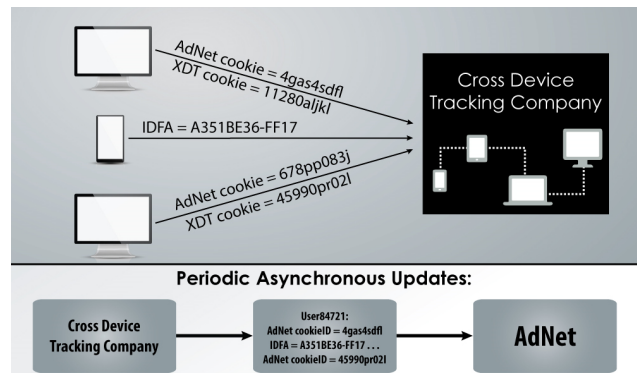 AdNet cookie = 4gas4sdfl
XDT cookie = 11280aljkl
Cross Device
Tracking Company
IDFA = A351BE36-FF17
AdNet cookie = 678pp083j
XDT cookie = 45990pr02l
Periodic Asynchronous Updates:
Cross Device
Tracking Company
User84721:
AdNet cookieID = 4gas4sdfl
IDFA = A351BE36-FF17 . . .
AdNet cookieID = 45990pr02l
AdNet